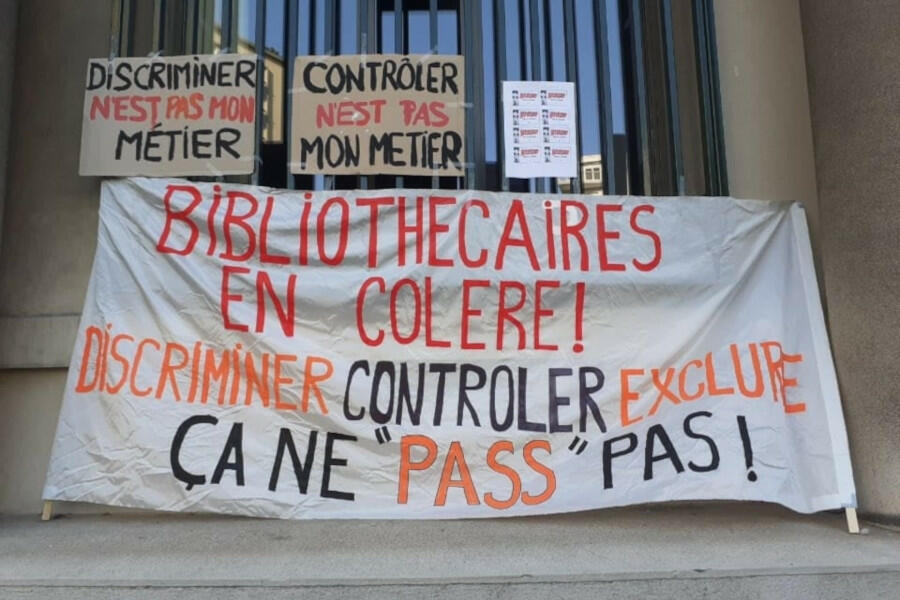 DISCRIMINER
N'EST PAS MON
MÉTIER
CONTRÔLER
N'EST PAS
MON METIER
BiBLiOTHECAiRES
EN COLERE!
DiSCRiMiNER CONTROLER EXCLURE
ÇA NE "PASS" PAS!